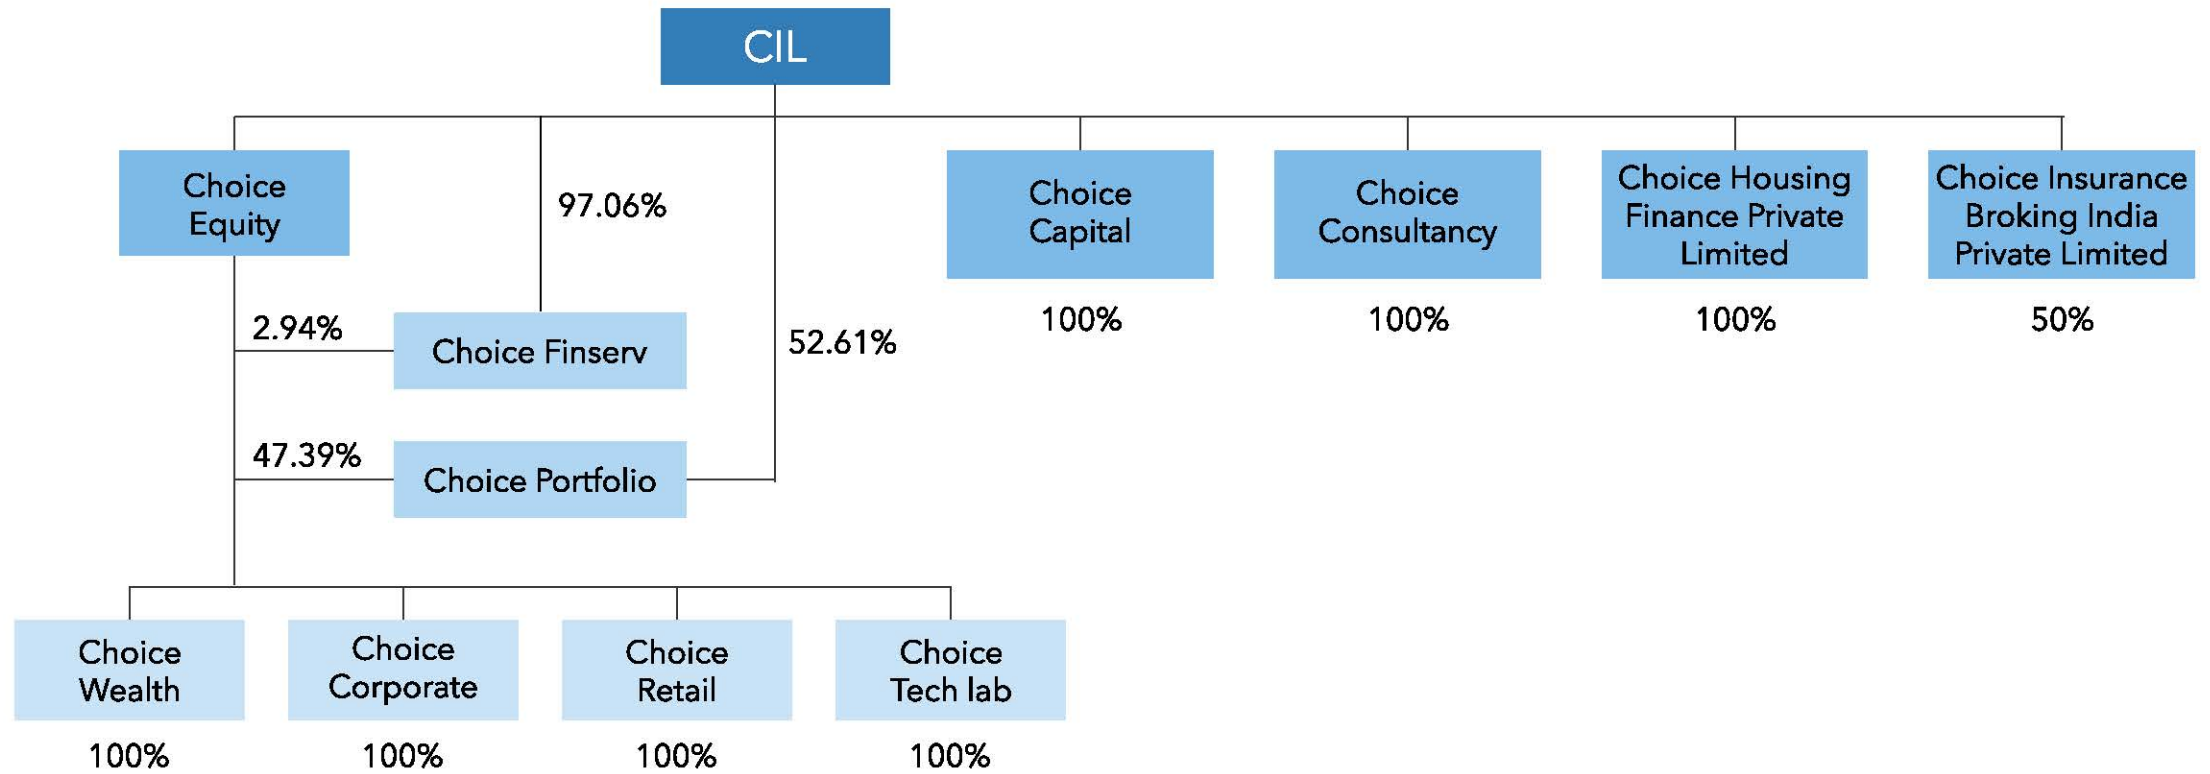 CIL
Choice
Equity
97.06%
Choice
Capital
Choice
Consultancy
Choice Housing
Finance Private
Limited
Choice Insurance
Broking India
Private Limited
2.94%
Choice Finserv
52.61%
100%
100%
100%
50%
47.39%
Choice Portfolio
Choice
Wealth
Choice
Corporate
Choice
Retail
Choice
Tech lab
100%
100%
100%
100%